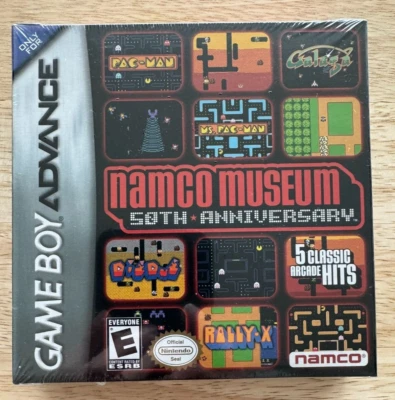 ONLY
FOR
GAME BOY ADVANCE
PAC-MAN
Galaga
MS. PAC-MAN
NAMCO MUSEUM
50TH ★ ANNIVERSARY™
DIG DUG
5 CLASSIC
ARCADE
HITS
RALLY-X
EVERYONE
E
CONTENT RATED BY
ESRB
Official
Nintendo
Seal
namco